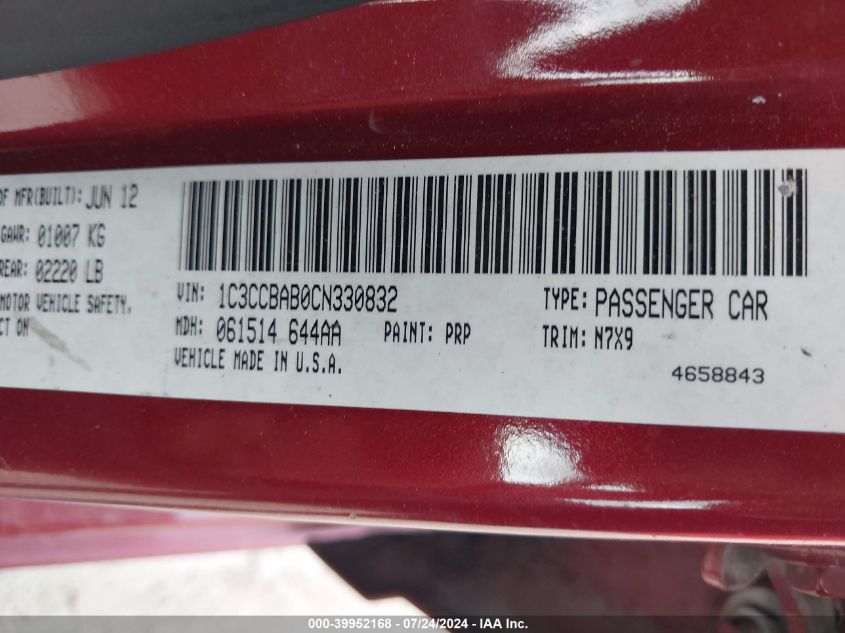 OF MFR(BUILT): JUN 12
GAWR: 01007 KG
REAR: 02220 LB
MOTOR VEHICLE SAFETY,
CT ON
VIN: 1C3CCBAB0CN330832
TYPE: PASSENGER CAR
MDH: 061514 644AA PAINT: PRP
TRIM: N7X9
VEHICLE MADE IN U.S.A.
4658843
000-39952168 - 07/24/2024 - IAA Inc.